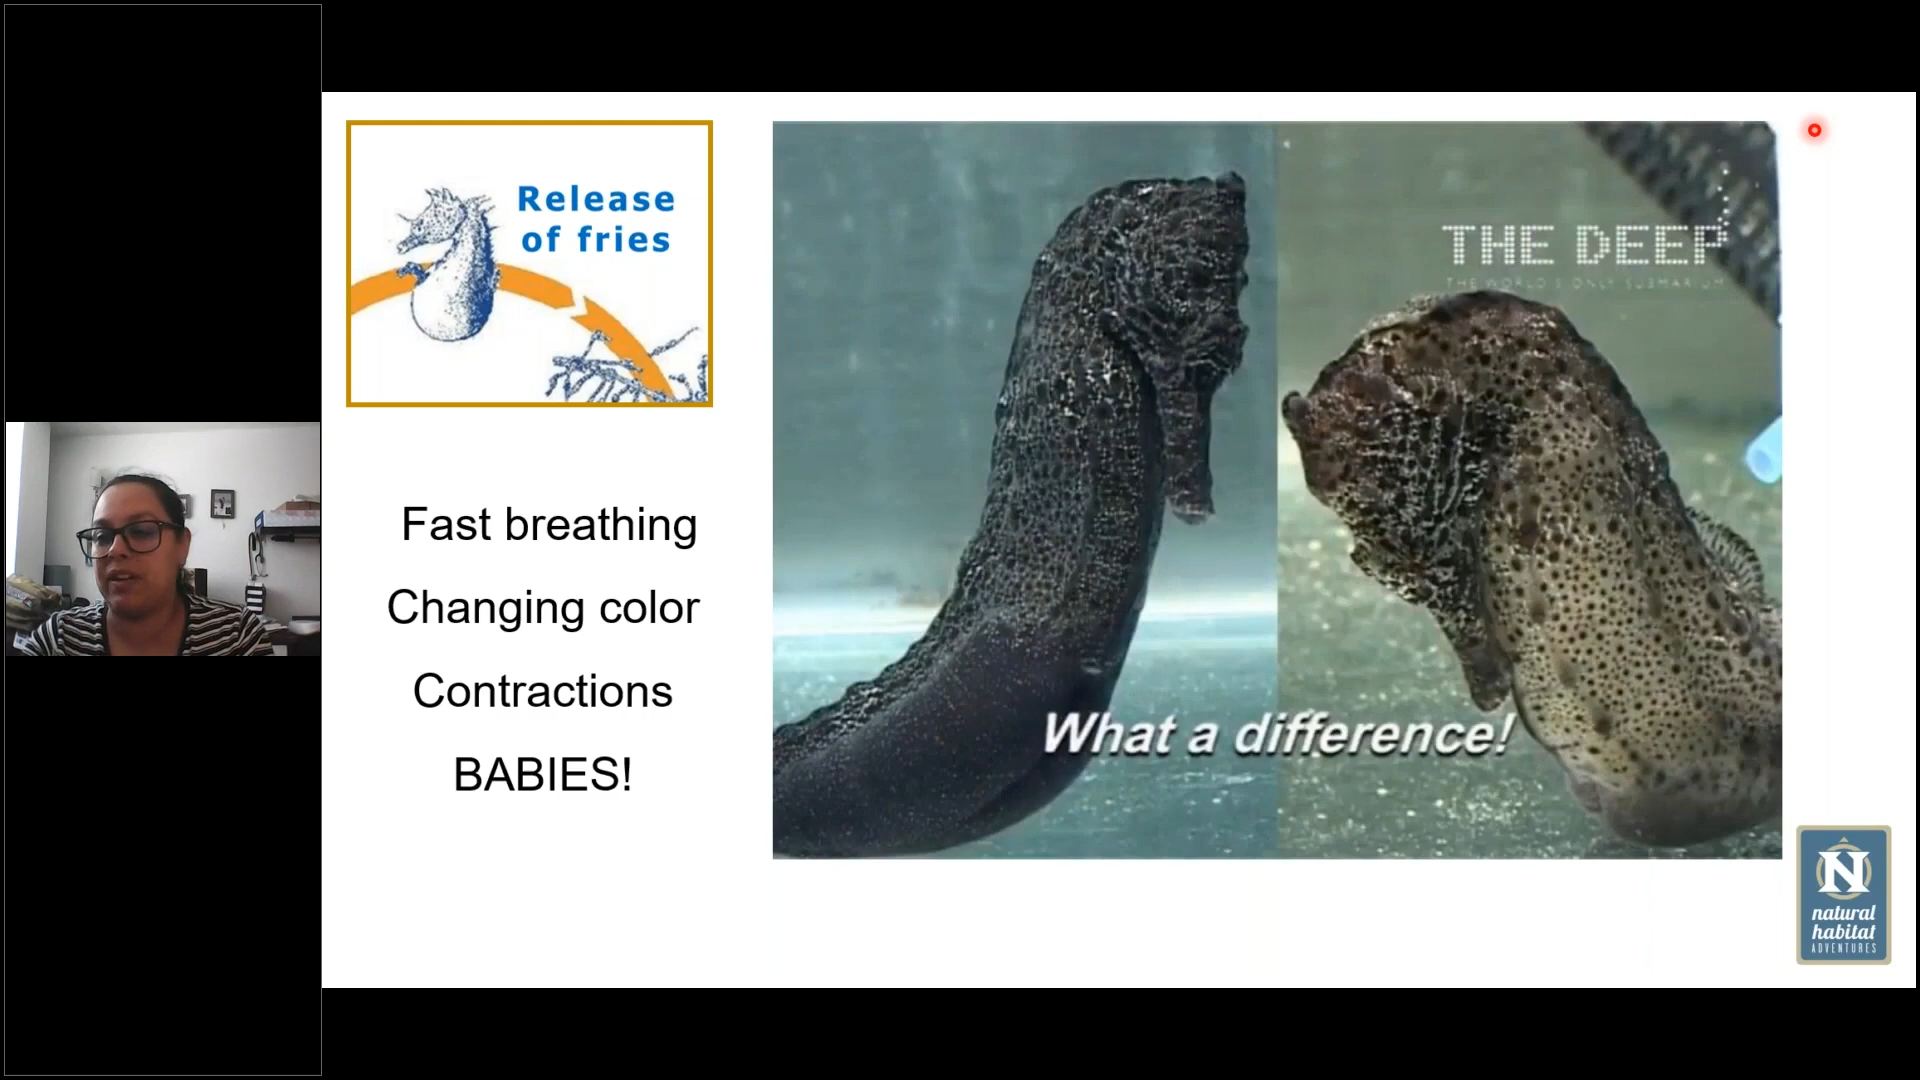 Release
of fries
Fast breathing
Changing color
Contractions
BABIES!
THE DEEP
THE WORLD'S ONLY SUBMARIUM
What a difference!
N
natural
habitat
ADVENTURES